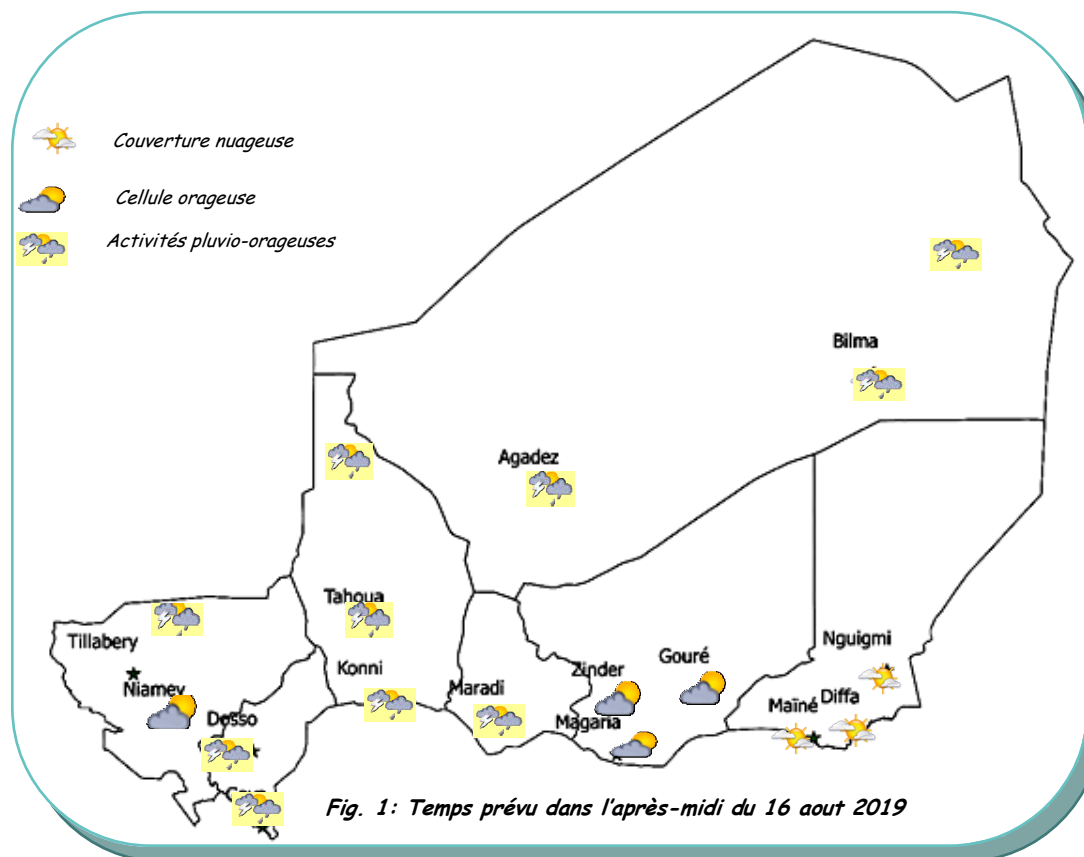 Couverture nuageuse
Cellule orageuse
Activités pluvio-orageuses
Bilma
Agadez
Tahoua
Tillabery
Nguigmi
Konni
Gouré
Zinder
Niamey
Maradi
Maïné
Diffa
Dosso
Magaria
Fig. 1: Temps prévu dans l'après-midi du 16 aout 2019